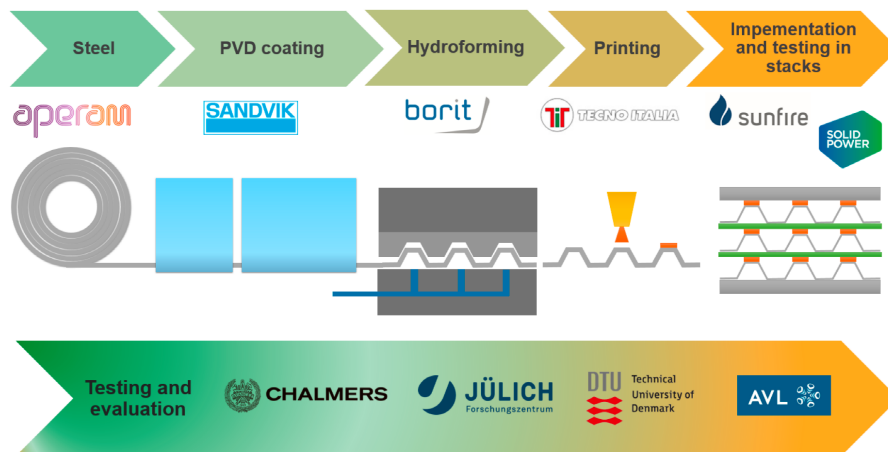 Steel
PVD coating
Hydroforming
Printing
Impementation
and testing in
stacks
aperam
SANDVIK
borit
TiT TECNO ITALIA
sunfire
SOLID
POWER
Testing and
evaluation
CHALMERS
JÜLICH
Forschungszentrum
DTU
Technical
University of
Denmark
AVL